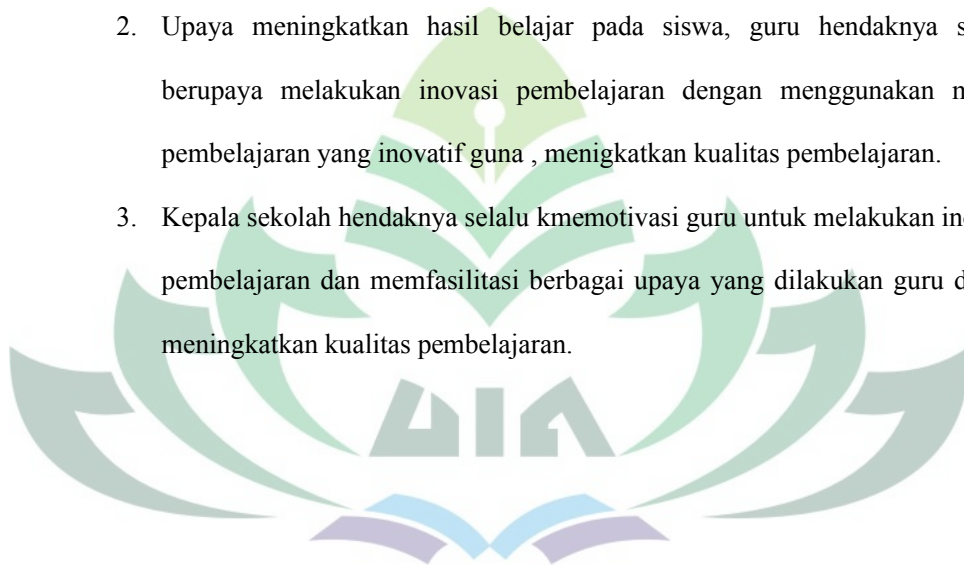 2. Upaya meningkatkan hasil belajar pada siswa, guru hendaknya
berupaya melakukan inovasi pembelajaran dengan menggunakan
pembelajaran yang inovatif guna , menigkatkan kualitas pembelajaran.
3. Kepala sekolah hendaknya selalu kmemotivasi guru untuk melakukan
pembelajaran dan memfasilitasi berbagai upaya yang dilakukan guru
meningkatkan kualitas pembelajaran.
UIN